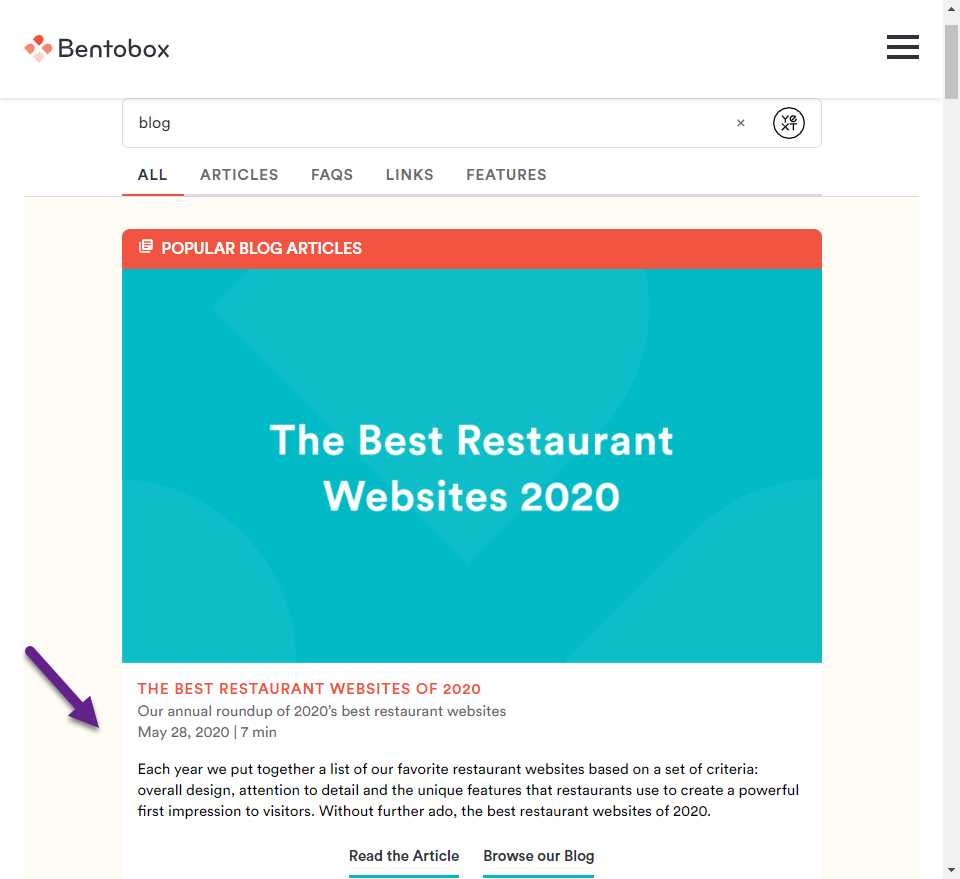 Bentobox
blog
×
YEXT
ALL ARTICLES FAQS LINKS FEATURES
POPULAR BLOG ARTICLES
The Best Restaurant
Websites 2020
THE BEST RESTAURANT WEBSITES OF 2020
Our annual roundup of 2020’s best restaurant websites
May 28, 2020 | 7 min
Each year we put together a list of our favorite restaurant websites based on a set of criteria:
overall design, attention to detail and the unique features that restaurants use to create a powerful
first impression to visitors. Without further ado, the best restaurant websites of 2020.
Read the Article Browse our Blog